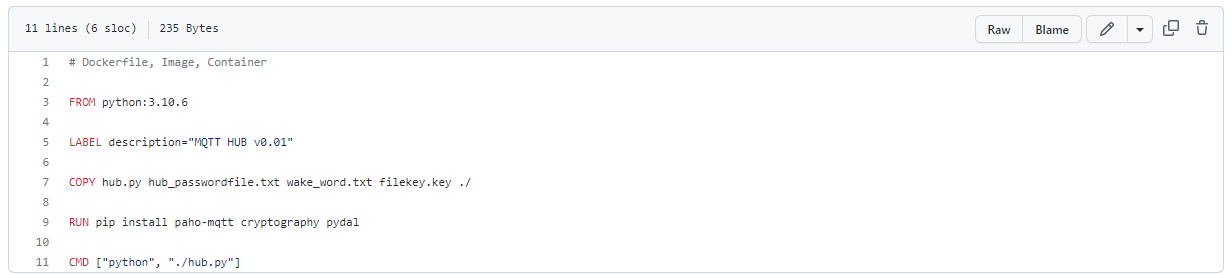 11 lines (6 sloc) 235 Bytes Raw Blame
1 # Dockerfile, Image, Container
2
3 FROM python:3.10.6
4
5 LABEL description="MQTT HUB v0.01"
6
7 COPY hub.py hub_passwordfile.txt wake_word.txt filekey.key ./
8
9 RUN pip install paho-mqtt cryptography pydal
10
11 CMD ["python", "./hub.py"]